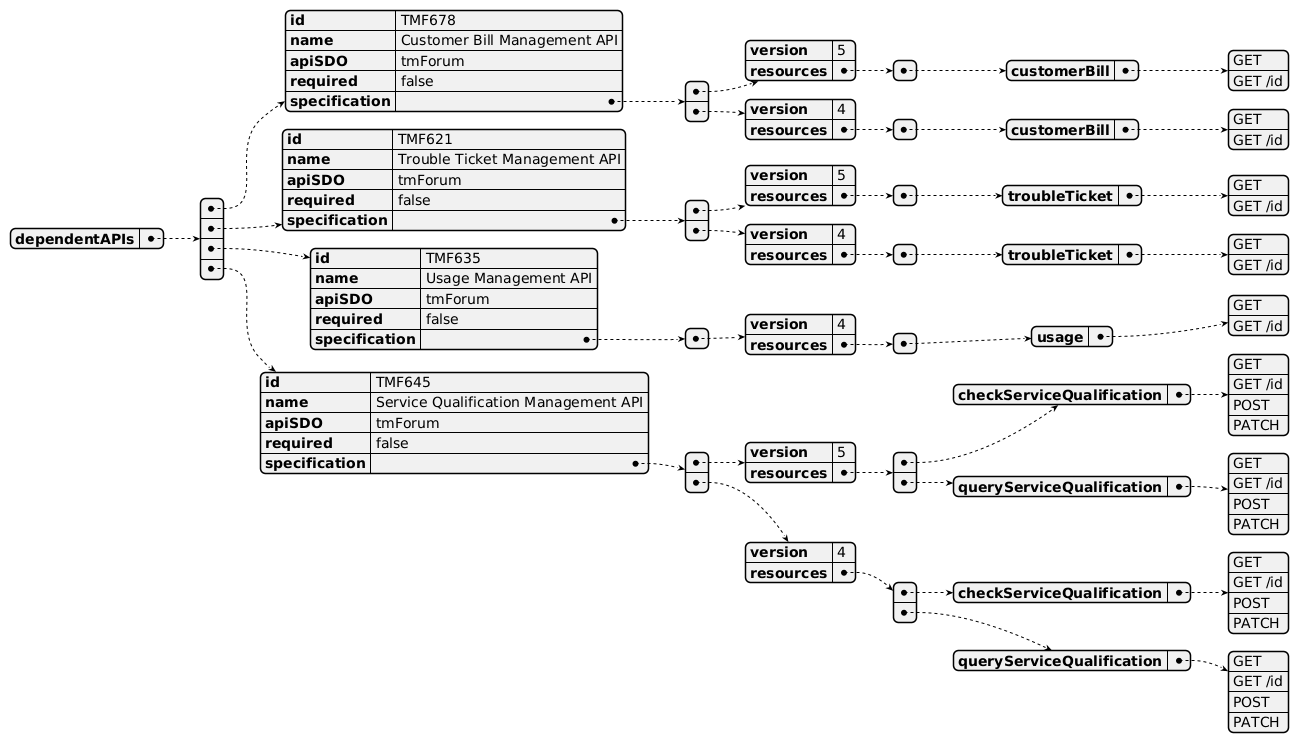 dependentAPIs
id TMF678
name Customer Bill Management API
apiSDO tmForum
required false
specification
version 5
resources
customerBill
GET
GET /id
version 4
resources
customerBill
GET
GET /id
id TMF621
name Trouble Ticket Management API
apiSDO tmForum
required false
specification
version 5
resources
troubleTicket
GET
GET /id
version 4
resources
troubleTicket
GET
GET /id
id TMF635
name Usage Management API
apiSDO tmForum
required false
specification
version 4
resources
usage
GET
GET /id
id TMF645
name Service Qualification Management API
apiSDO tmForum
required false
specification
version 5
resources
checkServiceQualification
GET
GET /id
POST
PATCH
queryServiceQualification
GET
GET /id
POST
PATCH
version 4
resources
checkServiceQualification
GET
GET /id
POST
PATCH
queryServiceQualification
GET
GET /id
POST
PATCH